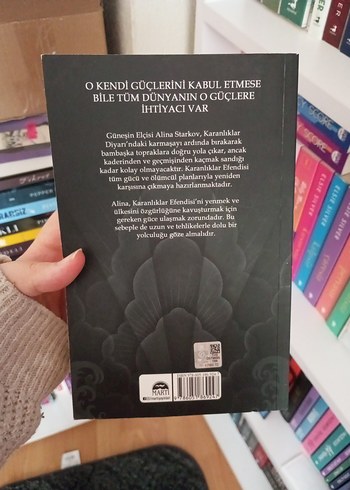 O KENDİ GÜÇLERİNİ KABUL ETMESE
BİLE TÜM DÜNYANIN O GÜÇLERE
İHTİYACI VAR
Güneşin Elçisi Alina Starkov, Karanlıklar
Diyarı'ndaki karmaşayı ardında bırakarak
bambaşka topraklara doğru yola çıkar, ancak
kaderinden ve geçmişinden kaçmak sandığı
kadar kolay olmayacaktır. Karanlıklar Efendisi
tüm gücü ve ölümcül planlarıyla yeniden
karşısına çıkmaya hazırlanmaktadır.
Alina, Karanlıklar Efendisi'ni yenmek ve
ülkesini özgürlüğüne kavuşturmak için
gereken güce ulaşmak zorundadır. Bu
sebeple de uzun ve tehlikelerle dolu bir
yolculuğu göze almalıdır.
MARTI